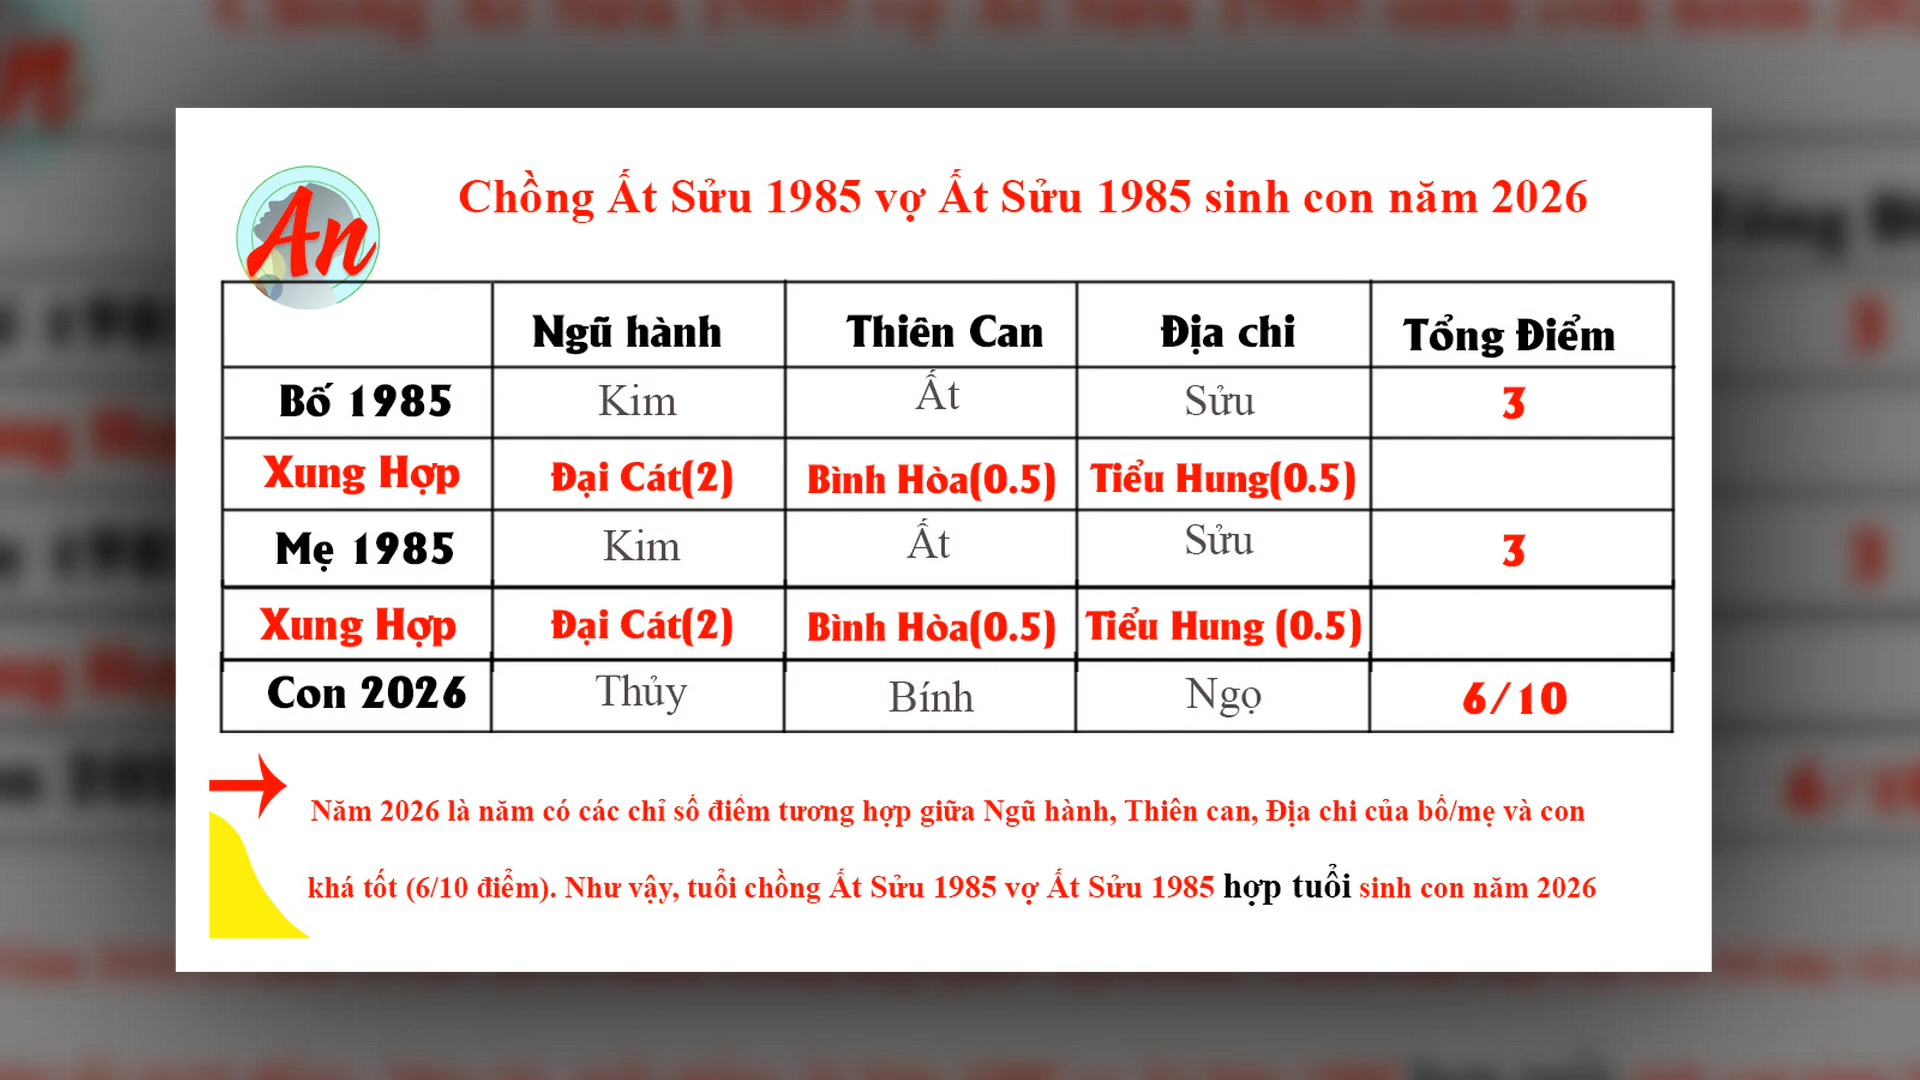 An
Chồng Ất Sửu 1985 vợ Ất Sửu 1985 sinh con năm 2026
Ngũ hành Thiên Can Địa chi Tổng Điểm
Bố 1985 Kim Ất Sửu 3
Xung Hợp Đại Cát(2) Bình Hòa(0.5) Tiểu Hung(0.5)
Mẹ 1985 Kim Ất Sửu 3
Xung Hợp Đại Cát(2) Bình Hòa(0.5) Tiểu Hung (0.5)
Con 2026 Thủy Bính Ngọ 6/10
Năm 2026 là năm có các chỉ số điểm tương hợp giữa Ngũ hành, Thiên can, Địa chi của bố/mẹ và con
khá tốt (6/10 điểm). Như vậy, tuổi chồng Ất Sửu 1985 vợ Ất Sửu 1985 hợp tuổi sinh con năm 2026